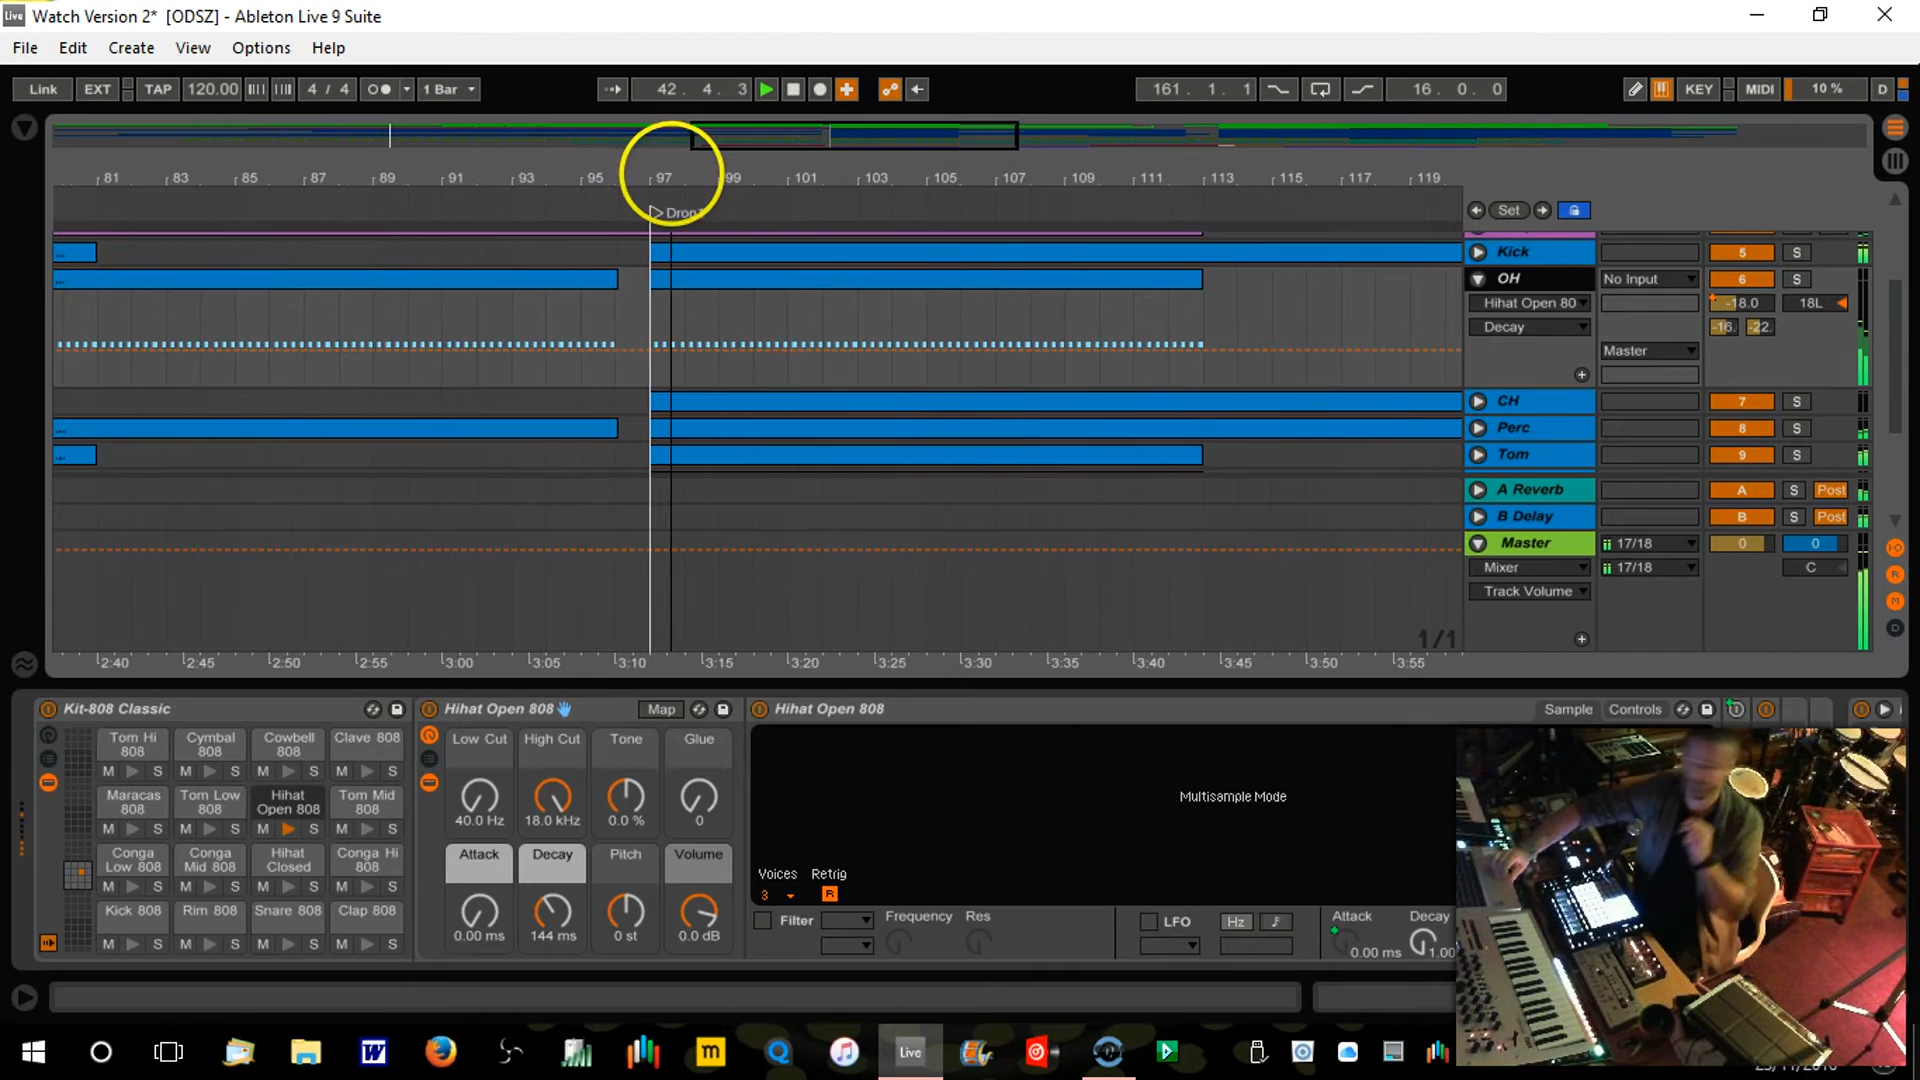 Live Watch Version 2* [ODSZ] - Ableton Live 9 Suite
File Edit Create View Options Help
Link EXT TAP 120.00 4 / 4 1 Bar 42 . 4 . 3 161 . 1 . 1 16 . 0 . 0 KEY MIDI 10 % D
81 83 85 87 89 91 93 95 97 99 101 103 105 107 109 111 113 115 117 119
Set
... Kick 5 S
... OH No Input 6 S
Hihat Open 80 -18.0 18L
Decay -16. -22.
Master
CH 7 S
... Perc 8 S
... Tom 9 S
A Reverb A S Post
B Delay B S Post
Master 17/18 0 0
Mixer 17/18 C
Track Volume
1/1
2:40 2:45 2:50 2:55 3:00 3:05 3:10 3:15 3:20 3:25 3:30 3:35 3:40 3:45 3:50 3:55
I-O
R
M
D
Kit-808 Classic Hihat Open 808 Map Hihat Open 808 Sample Controls
Tom Hi 808 Cymbal 808 Cowbell 808 Clave 808
M S M S M S M S
Maracas 808 Tom Low 808 Hihat Open 808 Tom Mid 808
M S M S M S M S
Conga Low 808 Conga Mid 808 Hihat Closed Conga Hi 808
M S M S M S M S
Kick 808 Rim 808 Snare 808 Clap 808
M S M S M S M S
Low Cut High Cut Tone Glue
40.0 Hz 18.0 kHz 0.0 % 0
Attack Decay Pitch Volume
0.00 ms 144 ms 0 st 0.0 dB
Multisample Mode
Voices Retrig
3 R
Filter Frequency Res LFO Hz Attack Decay
0.00 ms 1.00
Live